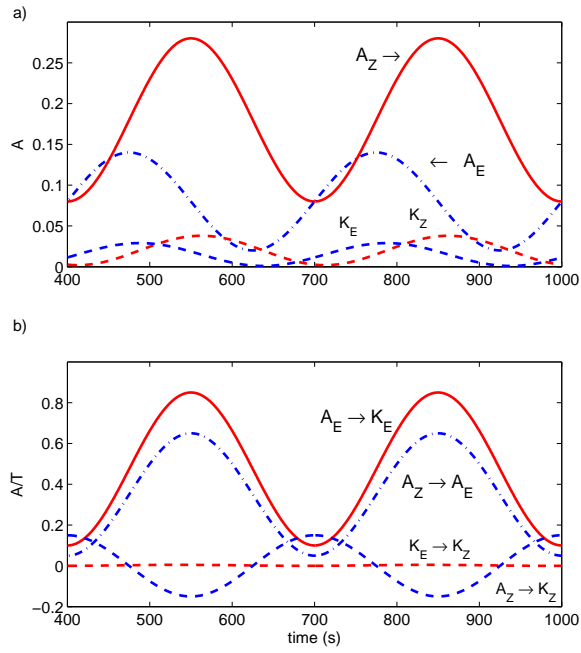 a)
0.25
0.2
0.15
0.1
0.05
0
A
A_Z →
← A_E
K_E
K_Z
400 500 600 700 800 900 1000
b)
0.8
0.6
0.4
0.2
0
−0.2
A/T
A_E → K_E
A_Z → A_E
K_E → K_Z
A_Z → K_Z
400 500 600 700 800 900 1000
time (s)